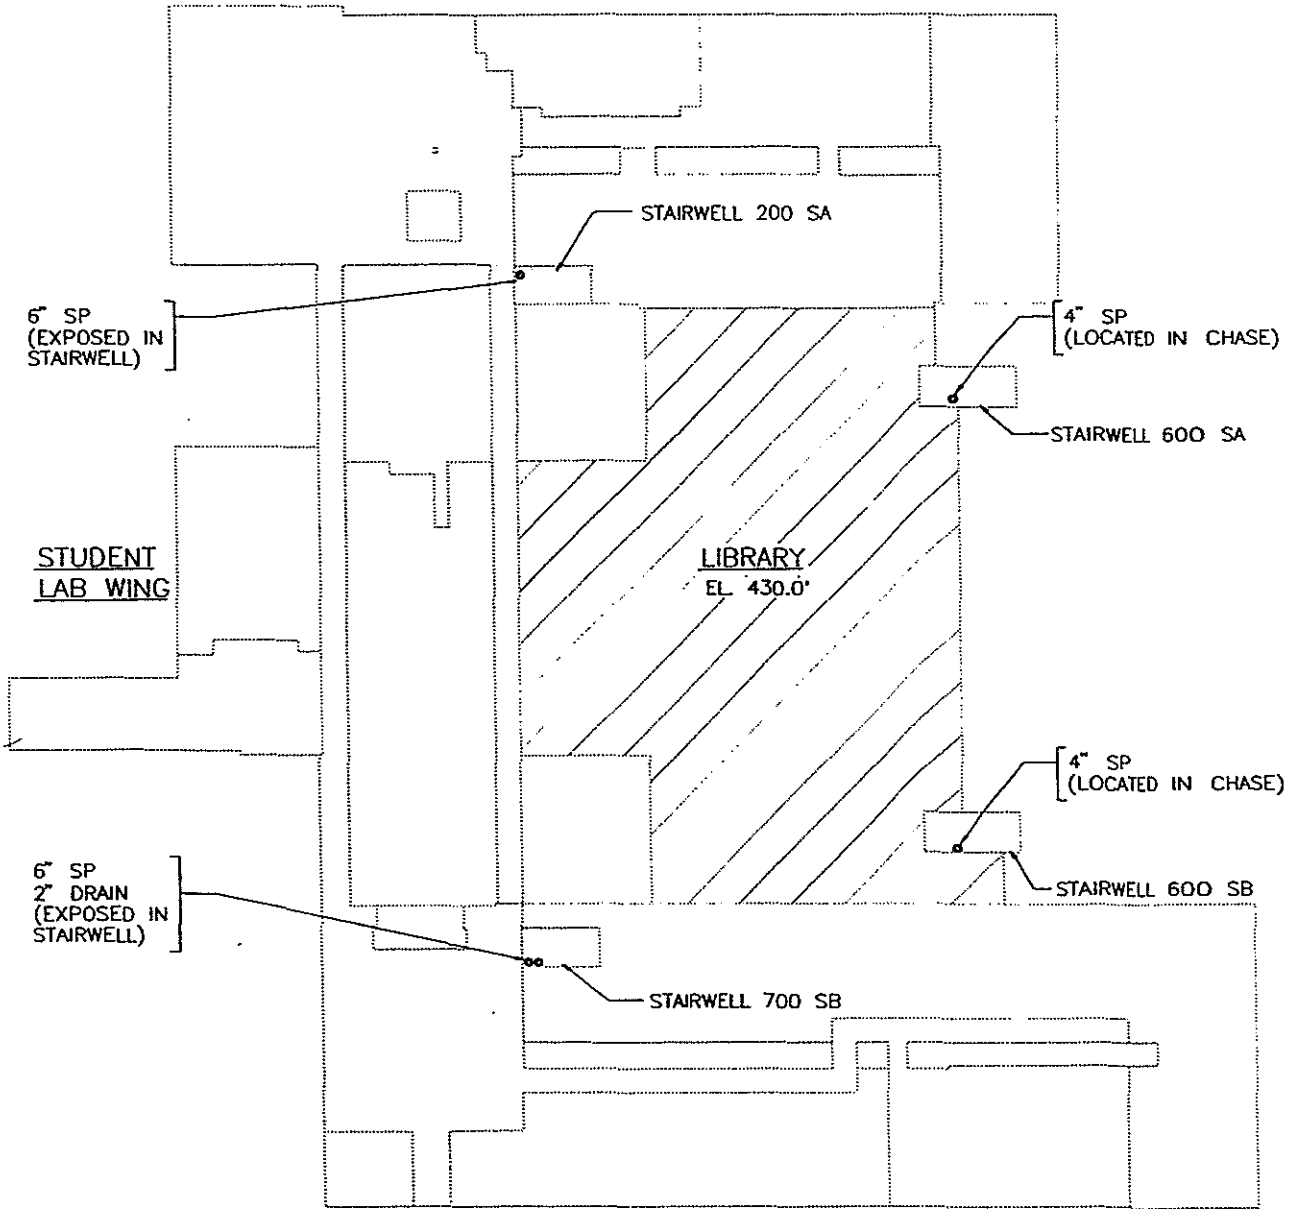 STAIRWELL 200 SA
6" SP
(EXPOSED IN
STAIRWELL)
4" SP
(LOCATED IN CHASE)
STAIRWELL 600 SA
STUDENT
LAB WING
LIBRARY
EL. 430.0'
4" SP
(LOCATED IN CHASE)
6" SP
2" DRAIN
(EXPOSED IN
STAIRWELL)
STAIRWELL 600 SB
STAIRWELL 700 SB